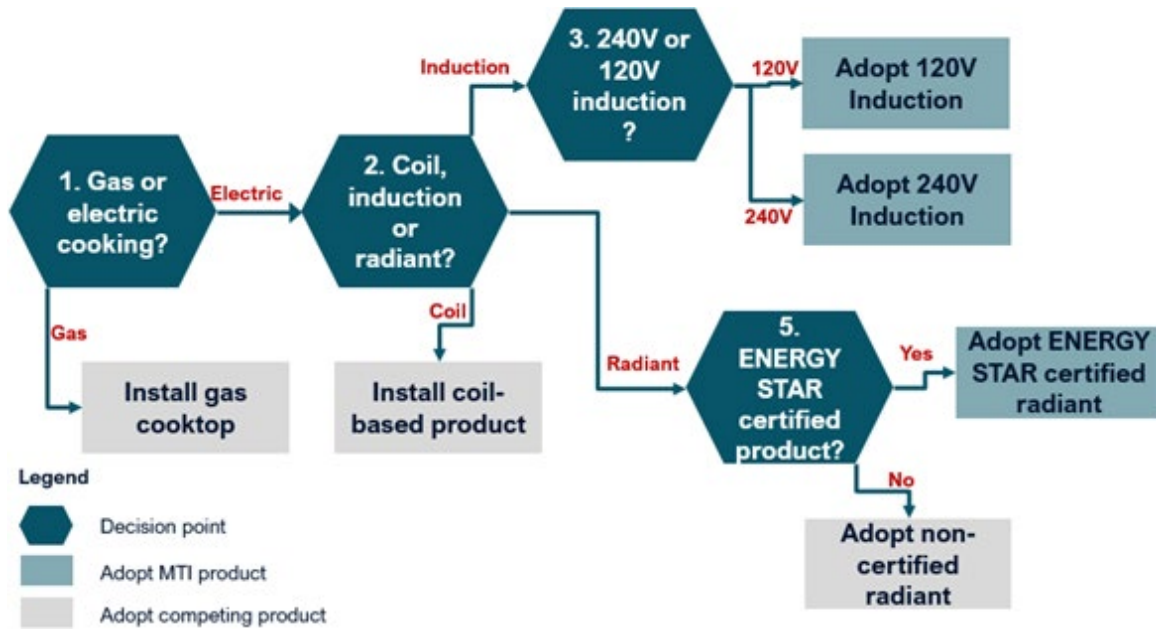 1. Gas or
electric
cooking?
Electric
Gas
Install gas
cooktop
2. Coil,
induction
or
radiant?
Induction
Coil
Install coil-
based product
3. 240V or
120V
induction
?
120V
Adopt 120V
Induction
240V
Adopt 240V
Induction
Radiant
5.
ENERGY
STAR
certified
product?
Yes
Adopt ENERGY
STAR certified
radiant
No
Adopt non-
certified
radiant
Legend
Decision point
Adopt MTI product
Adopt competing product